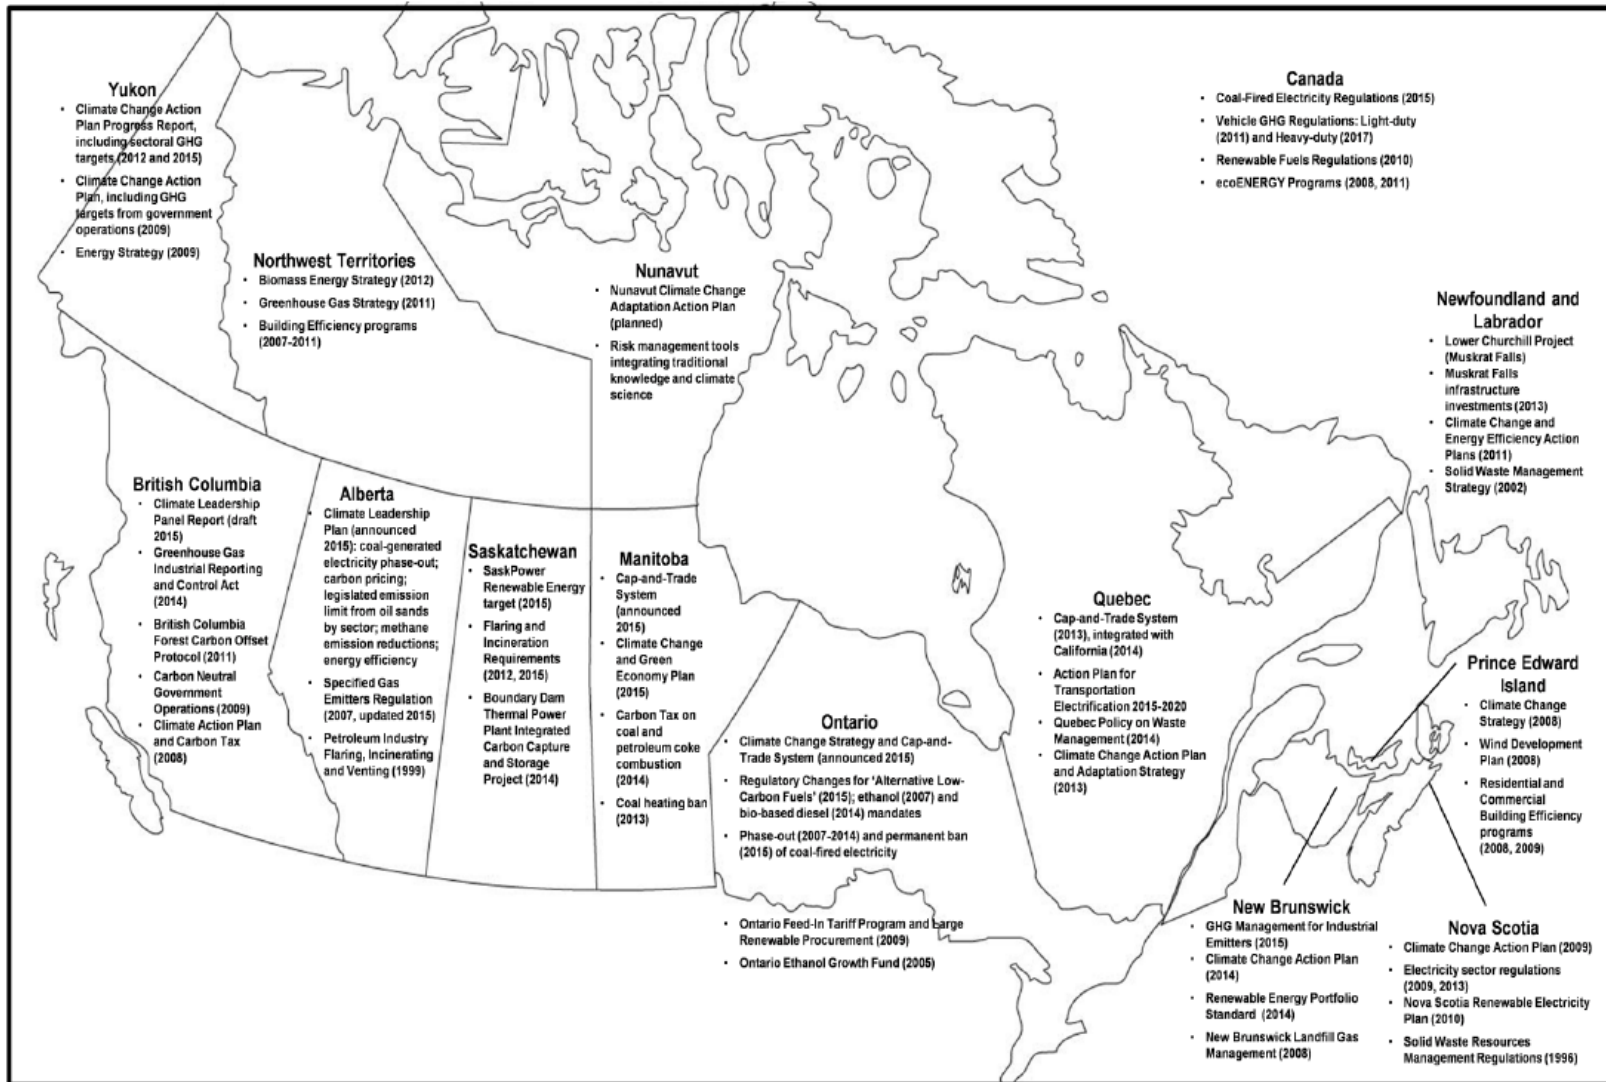 Yukon
• Climate Change Action
Plan Progress Report,
including sectoral GHG
targets (2012 and 2015)
• Climate Change Action
Plan, including GHG
targets from government
operations (2009)
• Energy Strategy (2009)
Northwest Territories
• Biomass Energy Strategy (2012)
• Greenhouse Gas Strategy (2011)
• Building Efficiency programs
(2007-2011)
Nunavut
• Nunavut Climate Change
Adaptation Action Plan
(planned)
• Risk management tools
integrating traditional
knowledge and climate
science
Canada
• Coal-Fired Electricity Regulations (2015)
• Vehicle GHG Regulations: Light-duty
(2011) and Heavy-duty (2017)
• Renewable Fuels Regulations (2010)
• ecoENERGY Programs (2008, 2011)
Newfoundland and
Labrador
• Lower Churchill Project
(Muskrat Falls)
• Muskrat Falls
infrastructure
investments (2013)
• Climate Change and
Energy Efficiency Action
Plans (2011)
• Solid Waste Management
Strategy (2002)
British Columbia
• Climate Leadership
Panel Report (draft
2015)
• Greenhouse Gas
Industrial Reporting
and Control Act
(2014)
• British Columbia
Forest Carbon Offset
Protocol (2011)
• Carbon Neutral
Government
Operations (2009)
• Climate Action Plan
and Carbon Tax
(2008)
Alberta
• Climate Leadership
Plan (announced
2015): coal-generated
electricity phase-out;
carbon pricing;
legislated emission
limit from oil sands
by sector; methane
emission reductions;
energy efficiency
• Specified Gas
Emitters Regulation
(2007, updated 2015)
• Petroleum Industry
Flaring, Incinerating
and Venting (1999)
Saskatchewan
• SaskPower
Renewable Energy
target (2015)
• Flaring and
Incineration
Requirements
(2012, 2015)
• Boundary Dam
Thermal Power
Plant Integrated
Carbon Capture
and Storage
Project (2014)
Manitoba
• Cap-and-Trade
System
(announced
2015)
• Climate Change
and Green
Economy Plan
(2015)
• Carbon Tax on
coal and
petroleum coke
combustion
(2014)
• Coal heating ban
(2013)
Ontario
• Climate Change Strategy and Cap-and-
Trade System (announced 2015)
• Regulatory Changes for 'Alternative Low-
Carbon Fuels' (2015); ethanol (2007) and
bio-based diesel (2014) mandates
• Phase-out (2007-2014) and permanent ban
(2015) of coal-fired electricity
• Ontario Feed-In Tariff Program and Large
Renewable Procurement (2009)
• Ontario Ethanol Growth Fund (2005)
Quebec
• Cap-and-Trade System
(2013), integrated with
California (2014)
• Action Plan for
Transportation
Electrification 2015-2020
• Quebec Policy on Waste
Management (2014)
• Climate Change Action Plan
and Adaptation Strategy
(2013)
Prince Edward
Island
• Climate Change
Strategy (2008)
• Wind Development
Plan (2008)
• Residential and
Commercial
Building Efficiency
programs
(2008, 2009)
New Brunswick
• GHG Management for Industrial
Emitters (2015)
• Climate Change Action Plan
(2014)
• Renewable Energy Portfolio
Standard (2014)
• New Brunswick Landfill Gas
Management (2008)
Nova Scotia
• Climate Change Action Plan (2009)
• Electricity sector regulations
(2009, 2013)
• Nova Scotia Renewable Electricity
Plan (2010)
• Solid Waste Resources
Management Regulations (1996)